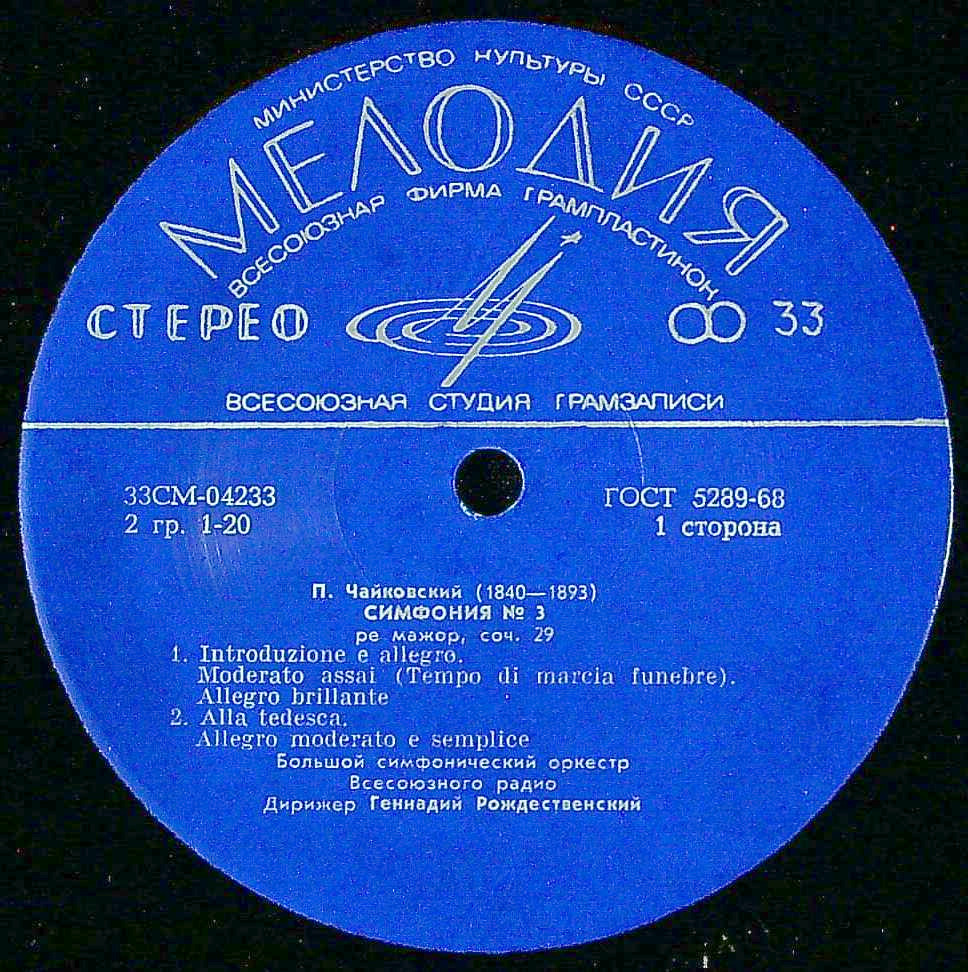 МИНИСТЕРСТВО КУЛЬТУРЫ СССР
МЕЛОДИЯ
ВСЕСОЮЗНАЯ ФИРМА ГРАМПЛАСТИНОК
СТЕРЕО 33
ВСЕСОЮЗНАЯ СТУДИЯ ГРАМЗАПИСИ
33СМ-04233 ГОСТ 5289-68
2 гр. 1-20 1 сторона
П. Чайковский (1840—1893)
СИМФОНИЯ № 3
ре мажор, соч. 29
1. Introduzione e allegro.
Moderato assai (Tempo di marcia funebre).
Allegro brillante
2. Alla tedesca.
Allegro moderato e semplice
Большой симфонический оркестр
Всесоюзного радио
Дирижер Геннадий Рождественский